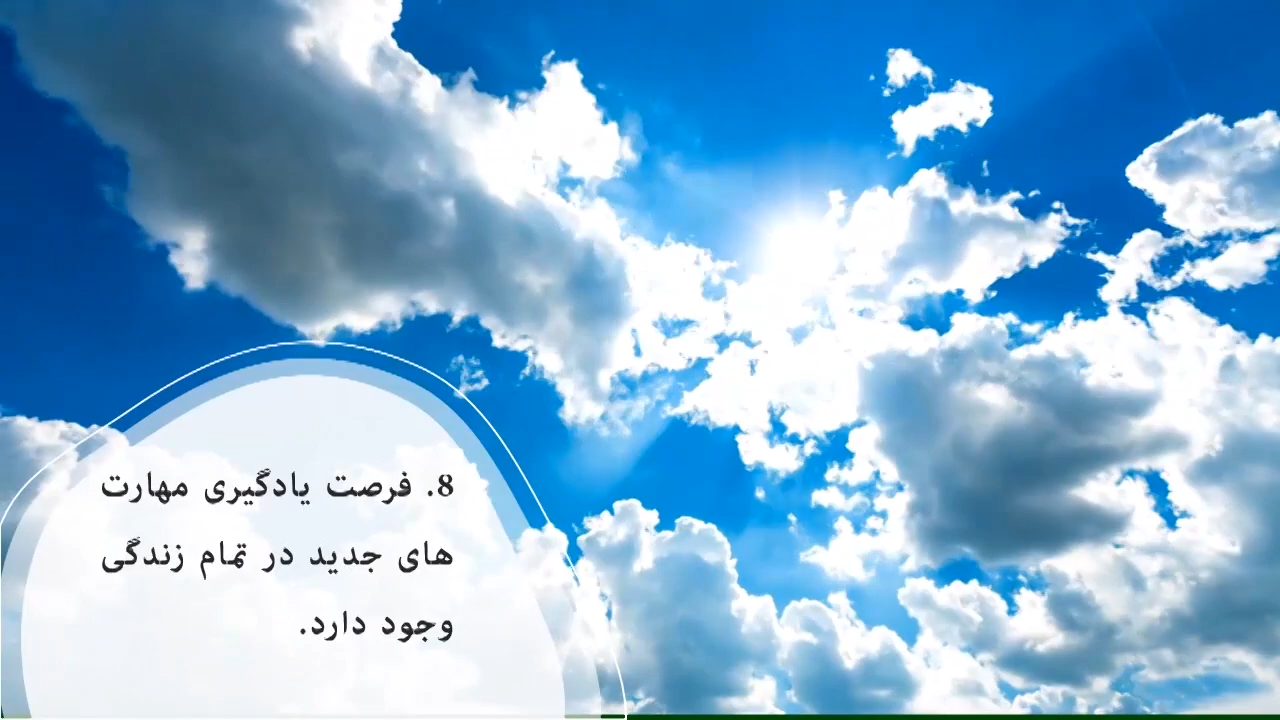 8. فرصت یادگیری مهارت
های جدید در تمام زندگی
وجود دارد.